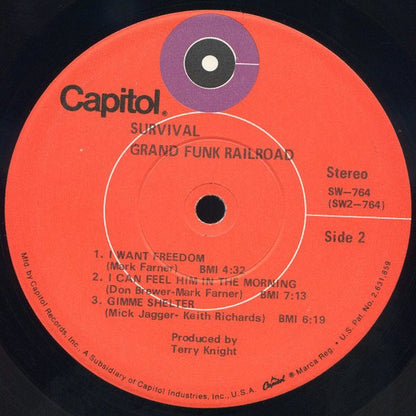 Capitol®
SURVIVAL
GRAND FUNK RAILROAD
Stereo
SW-764
(SW2-764)
Side 2
1. I WANT FREEDOM
(Mark Farner) BMI 4:32
2. I CAN FEEL HIM IN THE MORNING
(Don Brewer-Mark Farner) BMI 7:13
3. GIMME SHELTER
(Mick Jagger- Keith Richards) BMI 6:19
Produced by
Terry Knight
Mfd. by Capitol Records, Inc., A Subsidiary of Capitol Industries, Inc., U.S.A. Capitol® Marca Reg. • U.S. Pat. No. 2,631,859